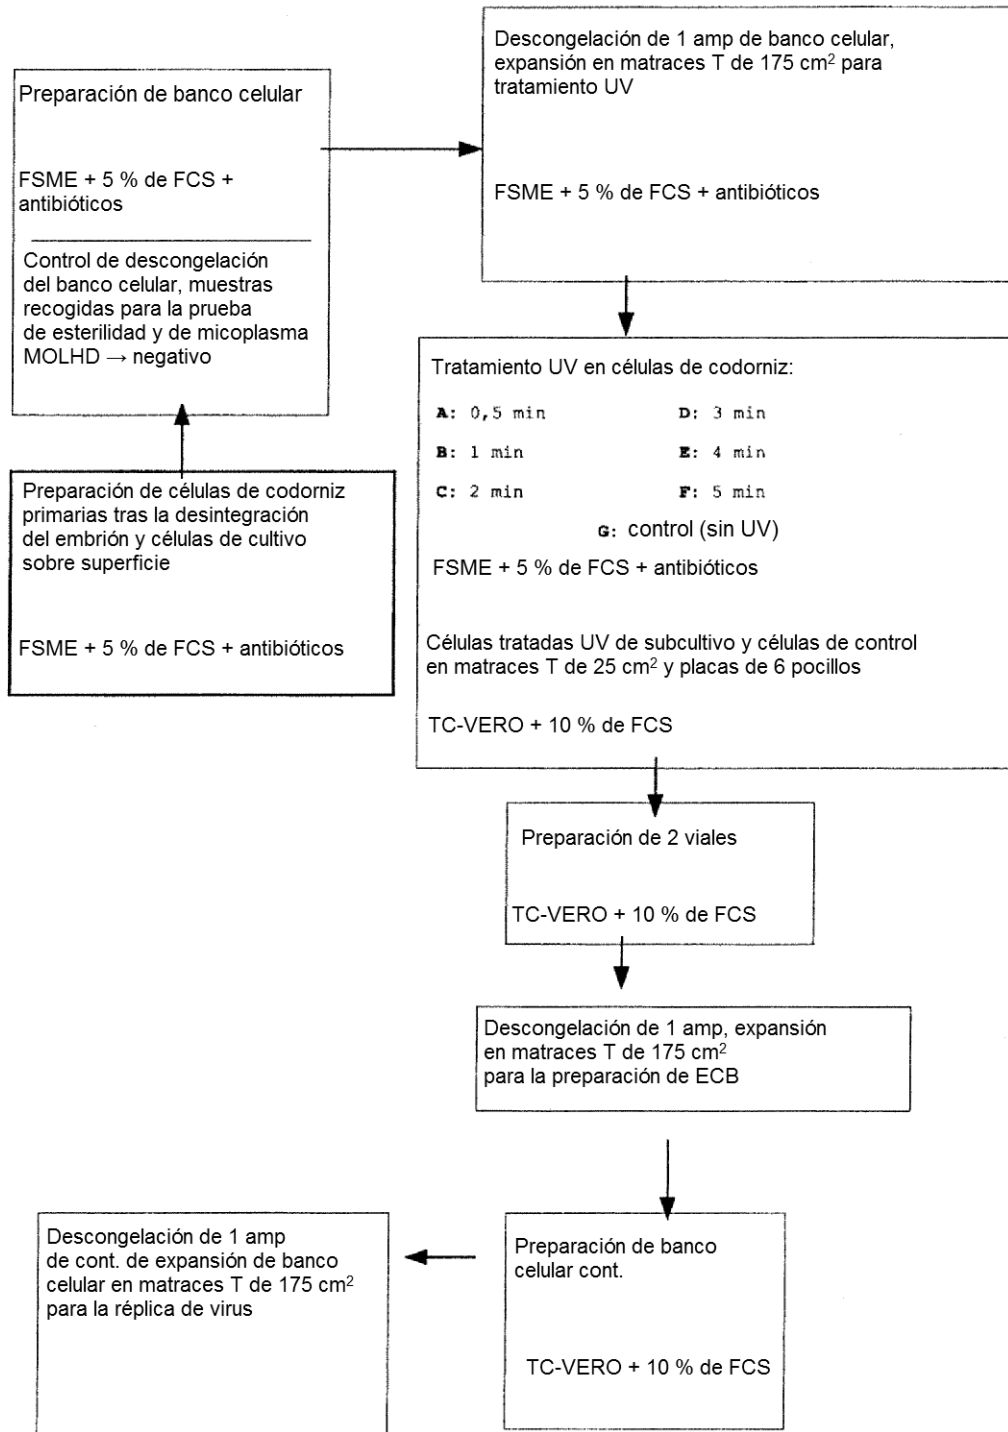 Preparación de banco celular
FSME + 5 % de FCS +
antibióticos
Control de descongelación
del banco celular, muestras
recogidas para la prueba
de esterilidad y de micoplasma
MOLHD → negativo
Preparación de células de codorniz
primarias tras la desintegración
del embrión y células de cultivo
sobre superficie
FSME + 5 % de FCS + antibióticos
Descongelación de 1 amp de banco celular,
expansión en matraces T de 175 cm² para
tratamiento UV
FSME + 5 % de FCS + antibióticos
Tratamiento UV en células de codorniz:
A: 0,5 min D: 3 min
B: 1 min E: 4 min
C: 2 min F: 5 min
G: control (sin UV)
FSME + 5 % de FCS + antibióticos
Células tratadas UV de subcultivo y células de control
en matraces T de 25 cm² y placas de 6 pocillos
TC-VERO + 10 % de FCS
Preparación de 2 viales
TC-VERO + 10 % de FCS
Descongelación de 1 amp, expansión
en matraces T de 175 cm²
para la preparación de ECB
Preparación de banco
celular cont.
TC-VERO + 10 % de FCS
Descongelación de 1 amp
de cont. de expansión de banco
celular en matraces T de 175 cm²
para la réplica de virus